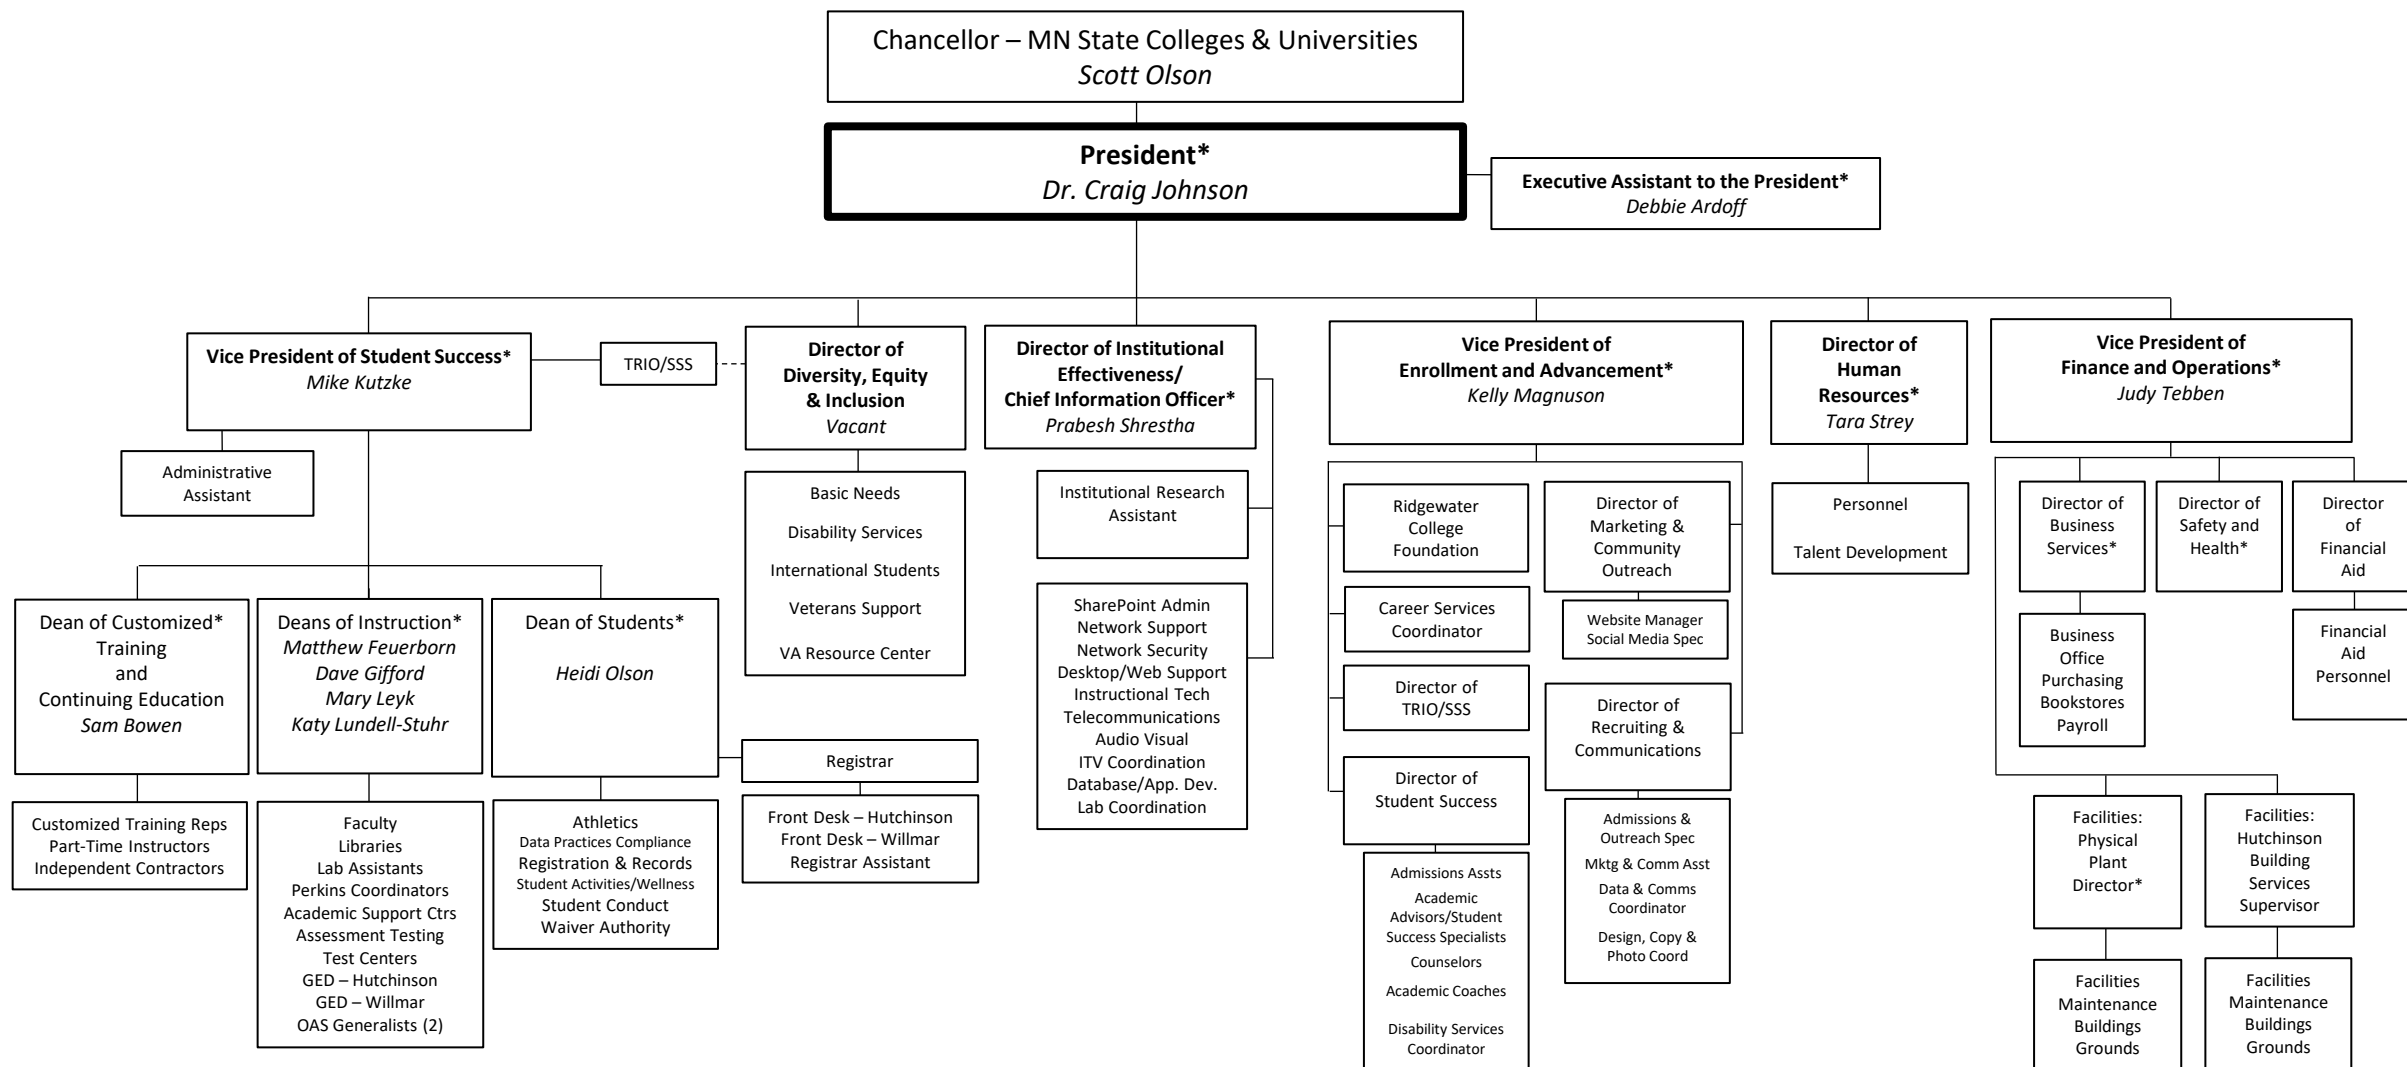 Chancellor – MN State Colleges & Universities
Scott Olson
President*
Dr. Craig Johnson
Executive Assistant to the President*
Debbie Ardoff
Vice President of Student Success*
Mike Kutzke
TRIO/SSS
Director of
Diversity, Equity
& Inclusion
Vacant
Director of Institutional
Effectiveness/
Chief Information Officer*
Prabesh Shrestha
Vice President of
Enrollment and Advancement*
Kelly Magnuson
Director of
Human
Resources*
Tara Strey
Vice President of
Finance and Operations*
Judy Tebben
Administrative
Assistant
Basic Needs
Disability Services
International Students
Veterans Support
VA Resource Center
Institutional Research
Assistant
SharePoint Admin
Network Support
Network Security
Desktop/Web Support
Instructional Tech
Telecommunications
Audio Visual
ITV Coordination
Database/App. Dev.
Lab Coordination
Ridgewater
College
Foundation
Career Services
Coordinator
Director of
TRIO/SSS
Director of
Student Success
Admissions Assts
Academic
Advisors/Student
Success Specialists
Counselors
Academic Coaches
Disability Services
Coordinator
Director of
Marketing &
Community
Outreach
Website Manager
Social Media Spec
Director of
Recruiting &
Communications
Admissions &
Outreach Spec
Mktg & Comm Asst
Data & Comms
Coordinator
Design, Copy &
Photo Coord
Personnel
Talent Development
Director of
Business
Services*
Business
Office
Purchasing
Bookstores
Payroll
Director of
Safety and
Health*
Director
of
Financial
Aid
Financial
Aid
Personnel
Facilities:
Physical
Plant
Director*
Facilities
Maintenance
Buildings
Grounds
Facilities:
Hutchinson
Building
Services
Supervisor
Facilities
Maintenance
Buildings
Grounds
Dean of Customized*
Training
and
Continuing Education
Sam Bowen
Customized Training Reps
Part-Time Instructors
Independent Contractors
Deans of Instruction*
Matthew Feuerborn
Dave Gifford
Mary Leyk
Katy Lundell-Stuhr
Faculty
Libraries
Lab Assistants
Perkins Coordinators
Academic Support Ctrs
Assessment Testing
Test Centers
GED – Hutchinson
GED – Willmar
OAS Generalists (2)
Dean of Students*
Heidi Olson
Athletics
Data Practices Compliance
Registration & Records
Student Activities/Wellness
Student Conduct
Waiver Authority
Registrar
Front Desk – Hutchinson
Front Desk – Willmar
Registrar Assistant